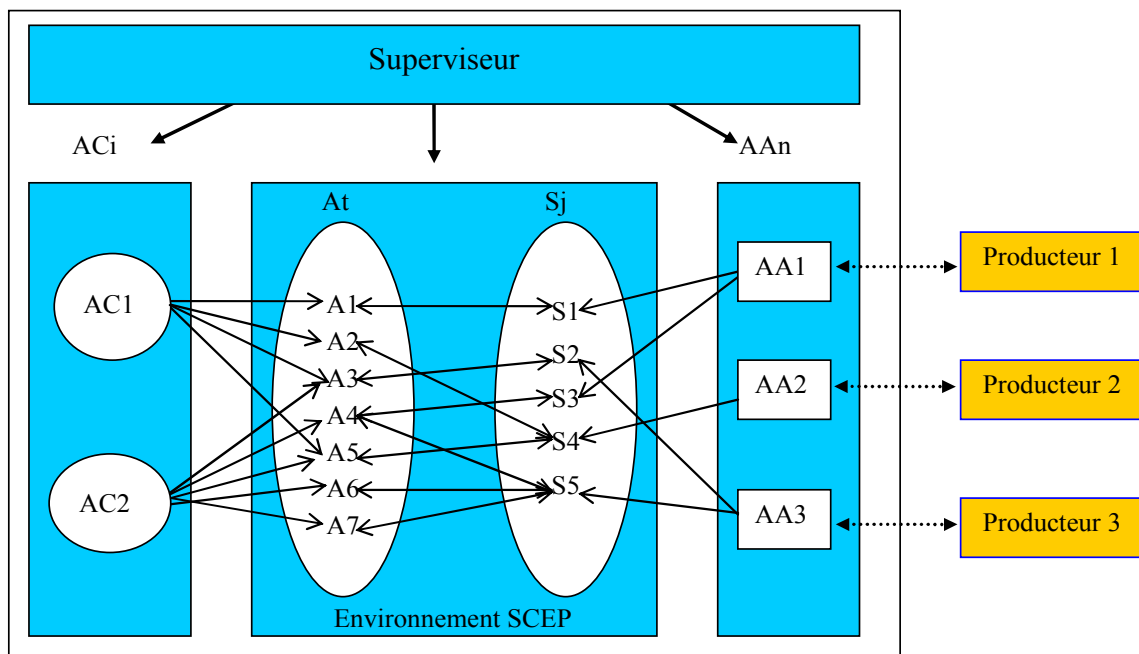 Superviseur
ACi
AAn
At
Sj
AC1
AC2
A1
A2
A3
A4
A5
A6
A7
S1
S2
S3
S4
S5
AA1
AA2
AA3
Producteur 1
Producteur 2
Producteur 3
Environnement SCEP